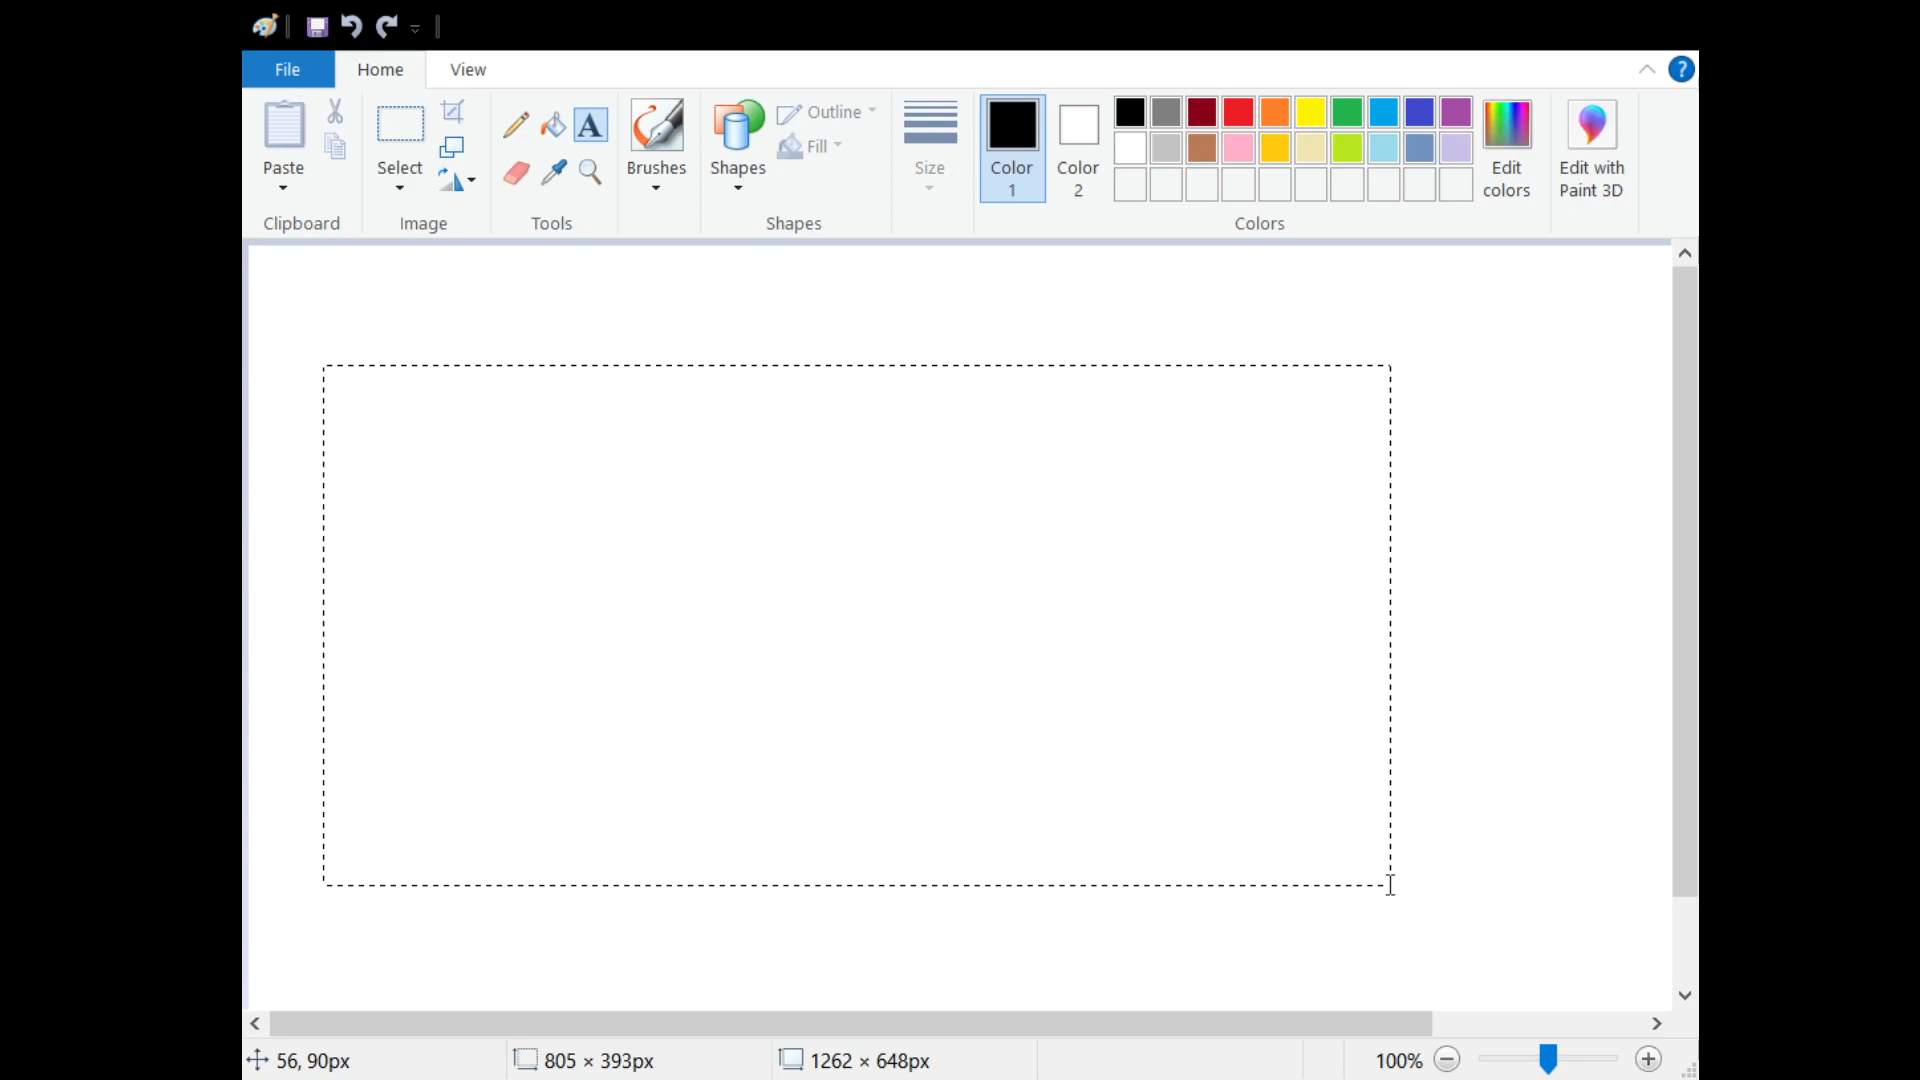 File Home View
Outline
Fill
Paste Select Brushes Shapes Size Color 1 Color 2 Edit colors Edit with Paint 3D
Clipboard Image Tools Shapes Colors
A
?
56, 90px 805 × 393px 1262 × 648px 100%